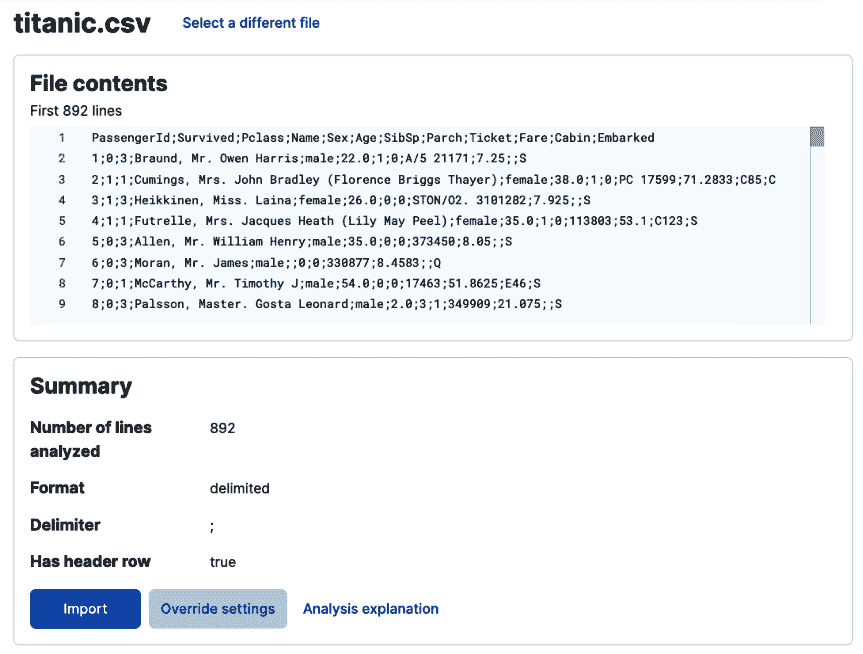 titanic.csv Select a different file
File contents
First 892 lines
1 PassengerId;Survived;Pclass;Name;Sex;Age;SibSp;Parch;Ticket;Fare;Cabin;Embarked
2 1;0;3;Braund, Mr. Owen Harris;male;22.0;1;0;A/5 21171;7.25;;S
3 2;1;1;Cumings, Mrs. John Bradley (Florence Briggs Thayer);female;38.0;1;0;PC 17599;71.2833;C85;C
4 3;1;3;Heikkinen, Miss. Laina;female;26.0;0;0;STON/O2. 3101282;7.925;;S
5 4;1;1;Futrelle, Mrs. Jacques Heath (Lily May Peel);female;35.0;1;0;113803;53.1;C123;S
6 5;0;3;Allen, Mr. William Henry;male;35.0;0;0;373450;8.05;;S
7 6;0;3;Moran, Mr. James;male;;0;0;330877;8.4583;;Q
8 7;0;1;McCarthy, Mr. Timothy J;male;54.0;0;0;17463;51.8625;E46;S
9 8;0;3;Palsson, Master. Gosta Leonard;male;2.0;3;1;349909;21.075;;S
Summary
Number of lines analyzed 892
Format delimited
Delimiter ;
Has header row true
Import Override settings Analysis explanation